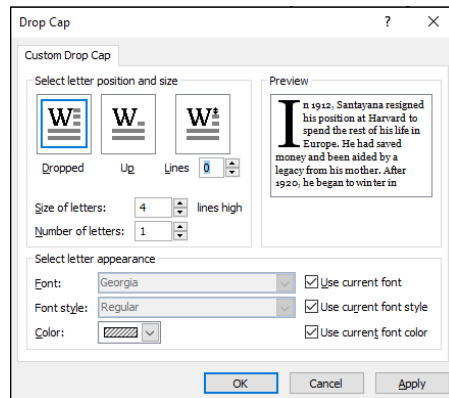 Drop Cap ? ×
Custom Drop Cap
Select letter position and size
W W W
Dropped Up Lines 0
Size of letters: 4 lines high
Number of letters: 1
Preview
In 1912, Santayana resigned
his position at Harvard to
spend the rest of his life in
Europe. He had saved
money and been aided by a
legacy from his mother. After
1920, he began to winter in
Select letter appearance
Font: Georgia Use current font
Font style: Regular Use current font style
Color: Use current font color
OK Cancel Apply